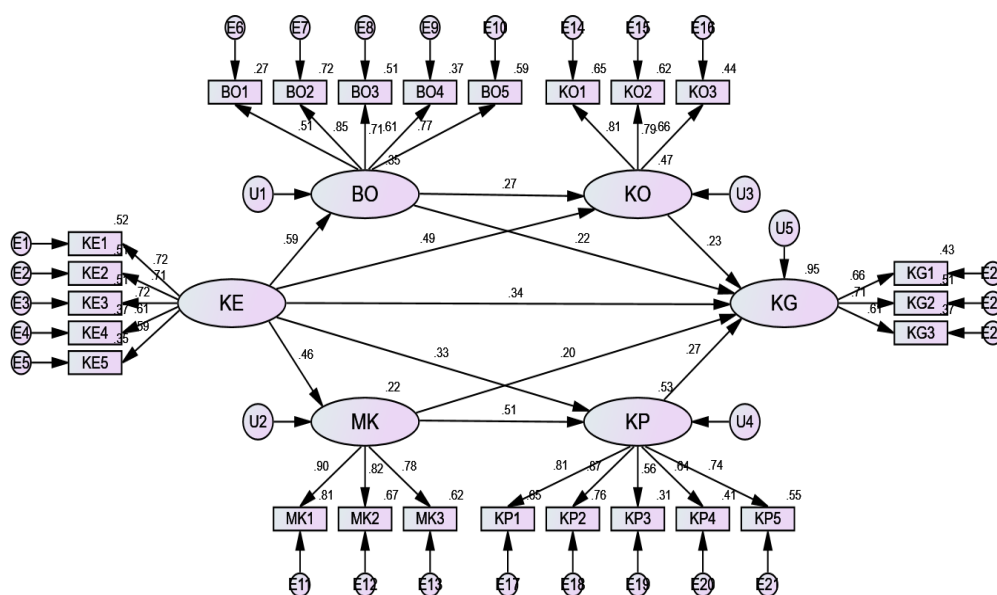 E6 E7 E8 E9 E10 E14 E15 E16
.27 .72 .51 .37 .59 .65 .62 .44
BO1 BO2 BO3 BO4 BO5 KO1 KO2 KO3
.51 .85 .71 .61 .77 .81 .79 .66
.35 .47
U1 BO .27 KO U3
U5
.59 .49 .22 .23
.52
E1 KE1 .72
.51
E2 KE2 .71
.51
E3 KE3 .72
.37
E4 KE4 .61
.35
E5 KE5 .59
KE .34 KG
.95 .43
.66 KG1 E2
.51
.71 KG2 E2
.37
.61 KG3 E2
.46 .33 .20 .27
.22 .53
U2 MK .51 KP U4
.90 .82 .78 .81 .87 .56 .64 .74
.81 .67 .62 .76 .31 .41 .55
MK1 MK2 MK3 KP1 KP2 KP3 KP4 KP5
E11 E12 E13 E17 E18 E19 E20 E21